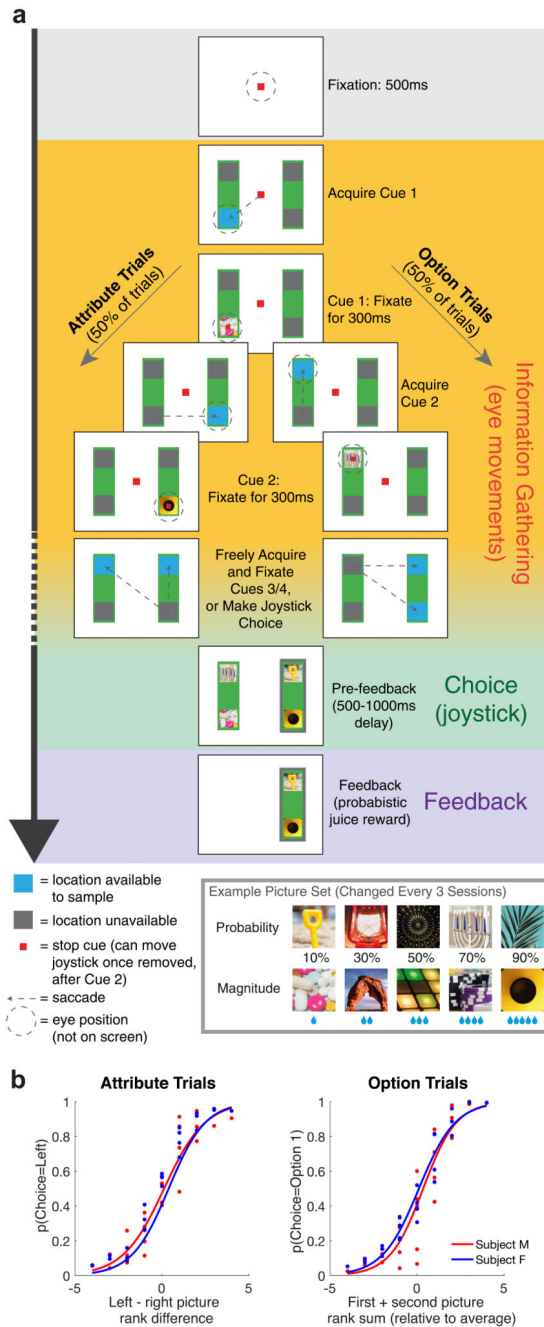 a
Fixation: 500ms
Acquire Cue 1
Attribute Trials
(50% of trials)
Option Trials
(50% of trials)
Cue 1: Fixate
for 300ms
Acquire
Cue 2
Information Gathering
(eye movements)
Cue 2:
Fixate for 300ms
Freely Acquire
and Fixate
Cues 3/4,
or Make Joystick
Choice
Pre-feedback
(500-1000ms
delay)
Choice
(joystick)
Feedback
(probabistic
juice reward)
Feedback
= location available
to sample
= location unavailable
= stop cue (can move
joystick once removed,
after Cue 2)
= saccade
= eye position
(not on screen)
Example Picture Set (Changed Every 3 Sessions)
Probability
10% 30% 50% 70% 90%
Magnitude
b
Attribute Trials
p(Choice=Left)
1
0.8
0.6
0.4
0.2
0
-5 0 5
Left - right picture
rank difference
Option Trials
p(Choice=Option 1)
1
0.8
0.6
0.4
0.2
0
Subject M
Subject F
-5 0 5
First + second picture
rank sum (relative to average)